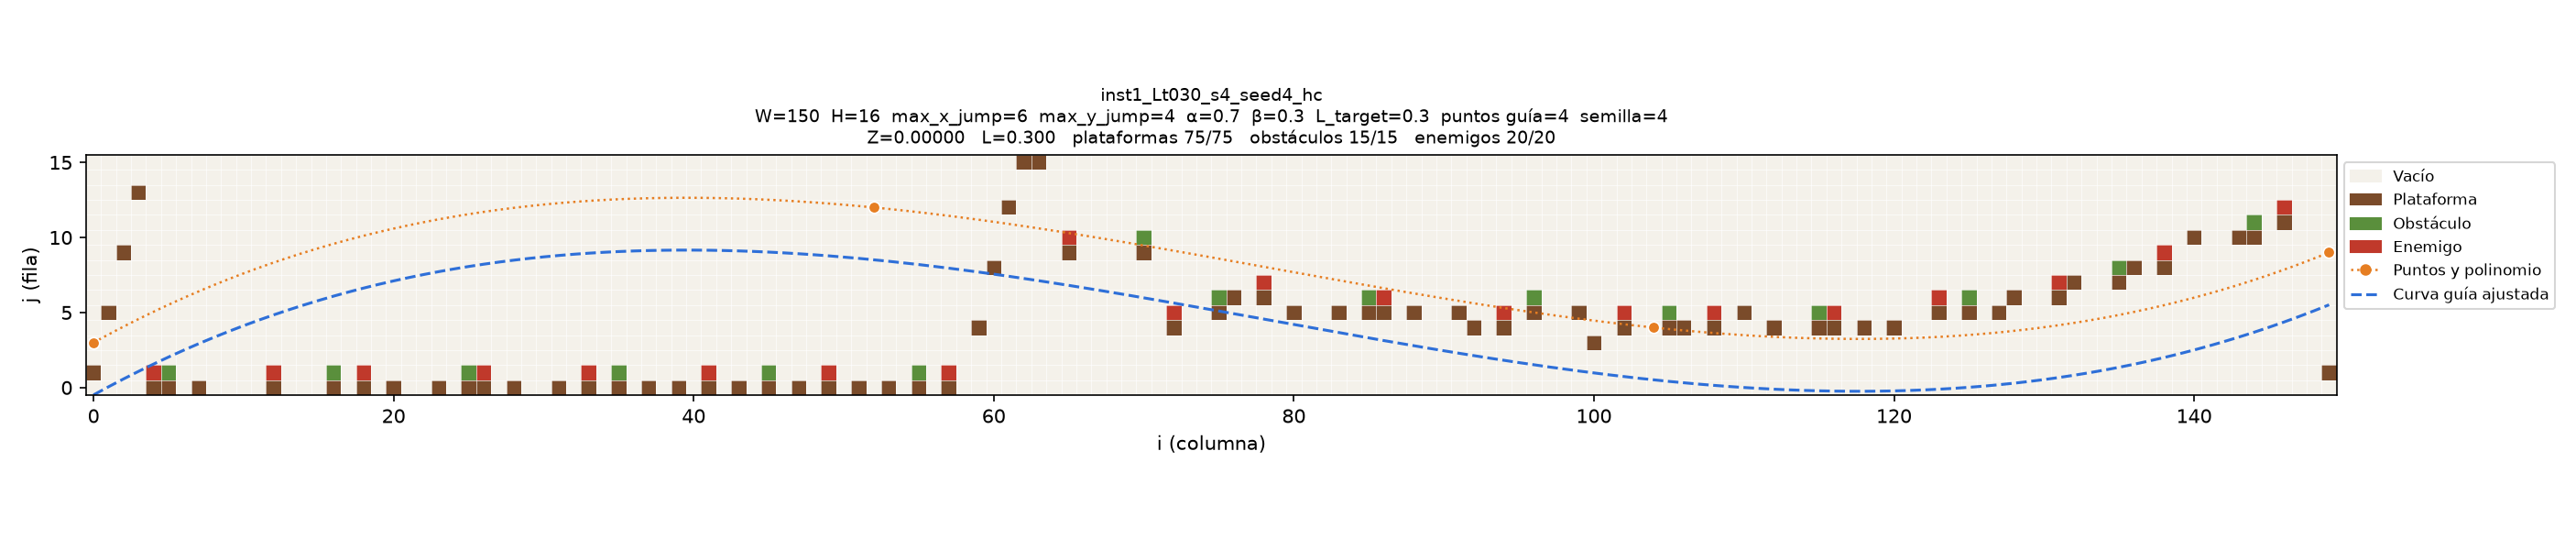 inst1_Lt030_s4_seed4_hc
W=150 H=16 max_x_jump=6 max_y_jump=4 α=0.7 β=0.3 L_target=0.3 puntos guía=4 semilla=4
Z=0.00000 L=0.300 plataformas 75/75 obstáculos 15/15 enemigos 20/20
15
10
5
0
j (fila)
0 20 40 60 80 100 120 140
i (columna)
Vacío
Plataforma
Obstáculo
Enemigo
Puntos y polinomio
Curva guía ajustada